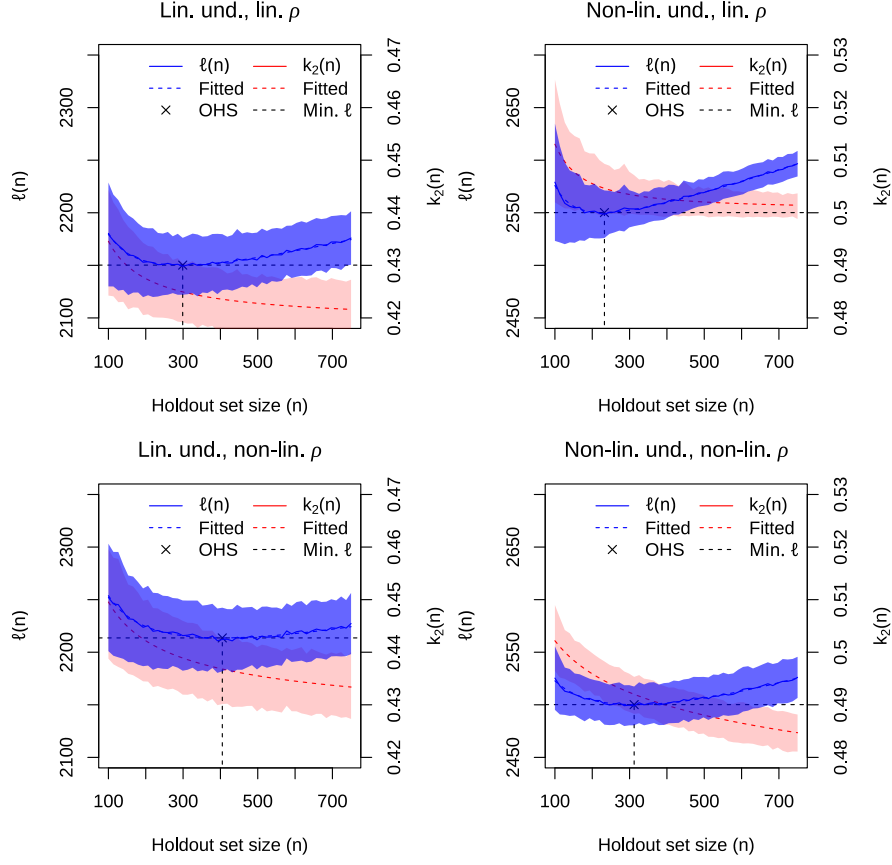 Lin. und., lin. ρ
ℓ(n) k₂(n)
Fitted Fitted
OHS Min. ℓ
2100 2200 2300
ℓ(n)
0.42 0.43 0.44 0.45 0.46 0.47
k₂(n)
100 300 500 700
Holdout set size (n)
Non-lin. und., lin. ρ
ℓ(n) k₂(n)
Fitted Fitted
OHS Min. ℓ
2450 2550 2650
ℓ(n)
0.48 0.49 0.5 0.51 0.52 0.53
k₂(n)
100 300 500 700
Holdout set size (n)
Lin. und., non-lin. ρ
ℓ(n) k₂(n)
Fitted Fitted
OHS Min. ℓ
2100 2200 2300
ℓ(n)
0.42 0.43 0.44 0.45 0.46 0.47
k₂(n)
100 300 500 700
Holdout set size (n)
Non-lin. und., non-lin. ρ
ℓ(n) k₂(n)
Fitted Fitted
OHS Min. ℓ
2450 2550 2650
ℓ(n)
0.48 0.49 0.5 0.51 0.52 0.53
k₂(n)
100 300 500 700
Holdout set size (n)